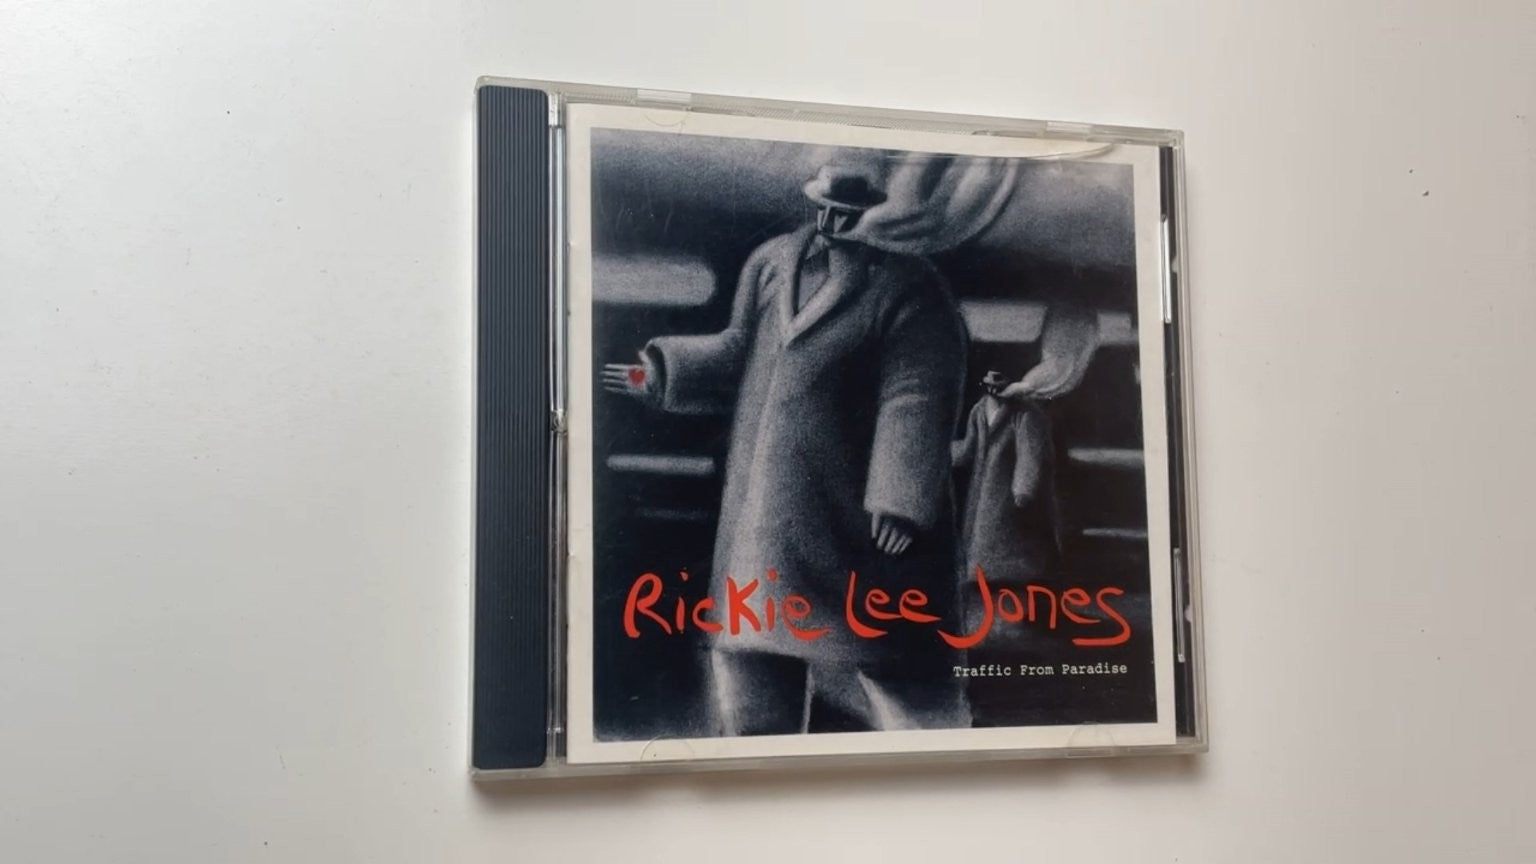 Rickie Lee Jones
Traffic From Paradise